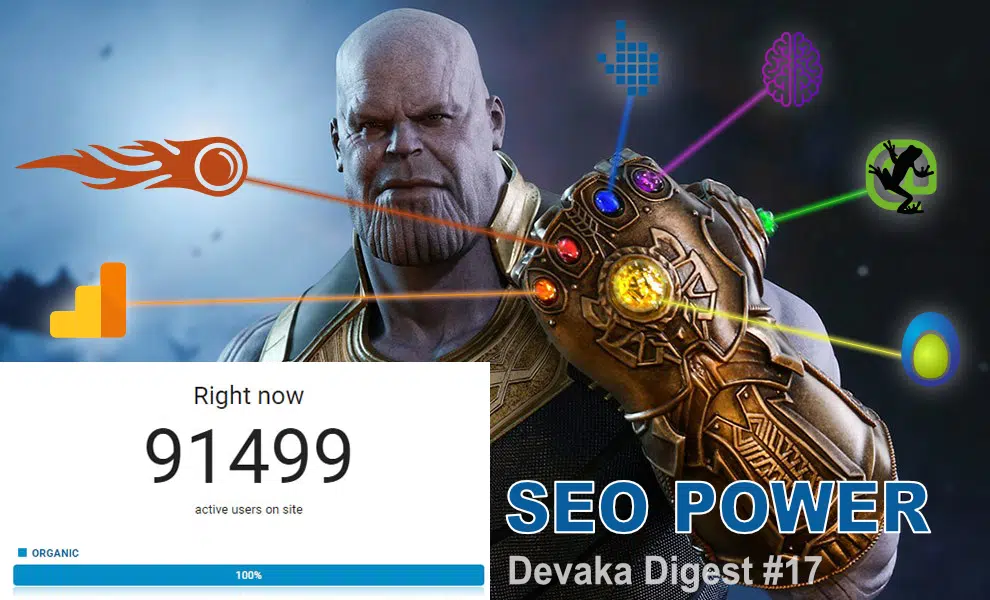 Right now
91499
active users on site
ORGANIC
100%
SEO POWER
Devaka Digest #17